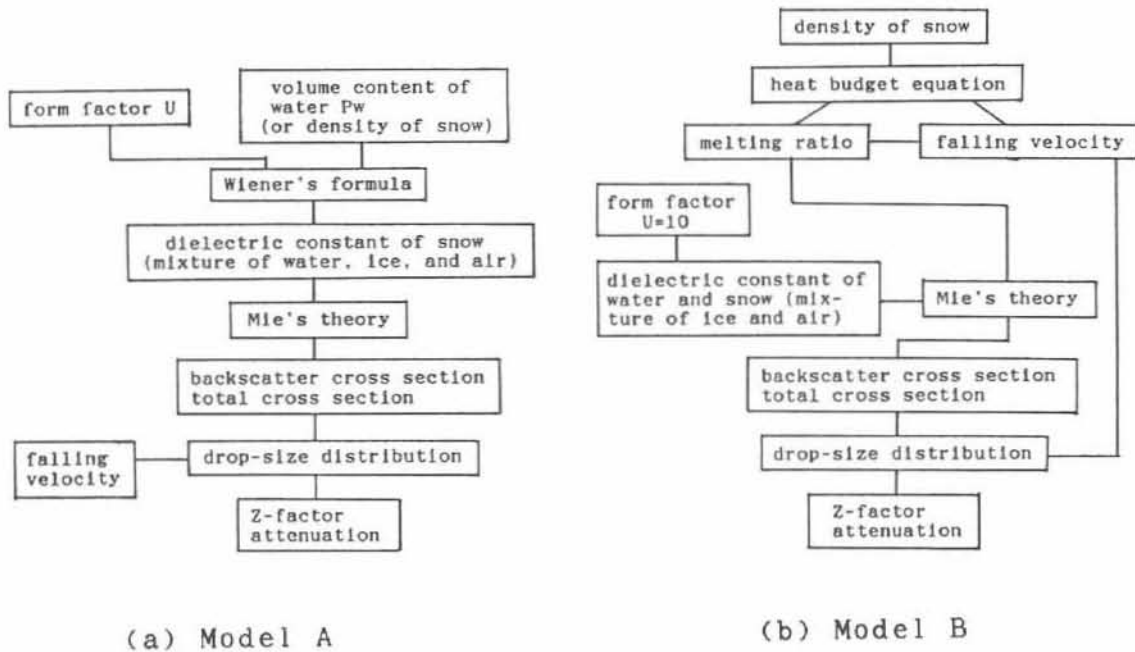 form factor U
volume content of
water Pw
(or density of snow)
Wiener's formula
dielectric constant of snow
(mixture of water, ice, and air)
Mie's theory
backscatter cross section
total cross section
falling
velocity
drop-size distribution
Z-factor
attenuation
(a) Model A
density of snow
heat budget equation
melting ratio
falling velocity
form factor
U=10
dielectric constant of
water and snow (mix-
ture of ice and air)
Mie's theory
backscatter cross section
total cross section
drop-size distribution
Z-factor
attenuation
(b) Model B